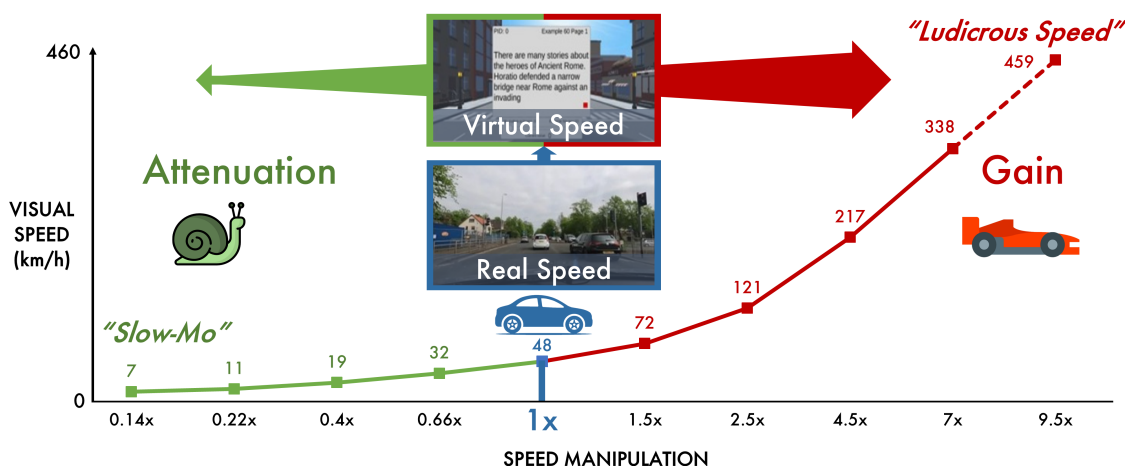 460
VISUAL
SPEED
(km/h)
0
PID: 0 Example 60 Page 1
There are many stories about
the heroes of Ancient Rome.
Horatio defended a narrow
bridge near Rome against an
invading
Virtual Speed
Real Speed
Attenuation
Gain
"Slow-Mo"
"Ludicrous Speed"
7
11
19
32
48
72
121
217
338
459
0.14x
0.22x
0.4x
0.66x
1x
1.5x
2.5x
4.5x
7x
9.5x
SPEED MANIPULATION